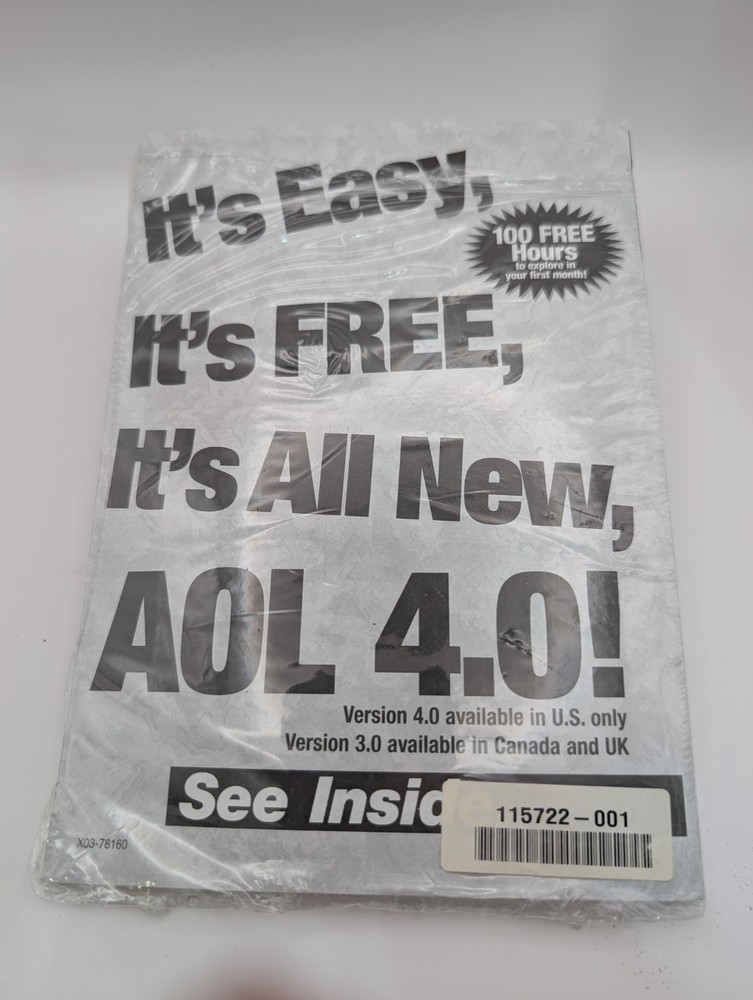 It's Easy,
100 FREE
Hours
to explore in
your first month!
It's FREE,
It's All New,
AOL 4.0!
Version 4.0 available in U.S. only
Version 3.0 available in Canada and UK
See Inside
115722-001
X03-78160